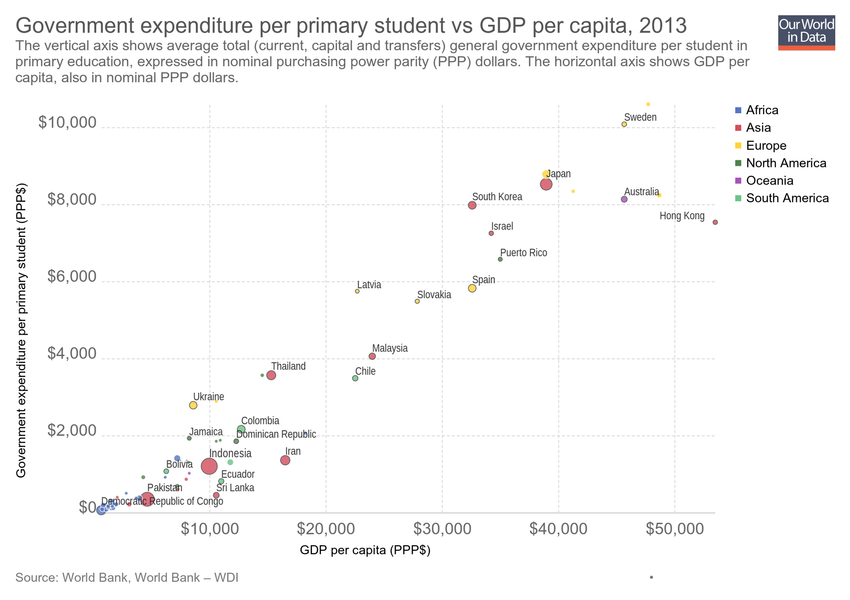 Government expenditure per primary student vs GDP per capita, 2013
Our World
in Data
The vertical axis shows average total (current, capital and transfers) general government expenditure per student in
primary education, expressed in nominal purchasing power parity (PPP) dollars. The horizontal axis shows GDP per
capita, also in nominal PPP dollars.
Africa
Asia
Europe
North America
Oceania
South America
Government expenditure per primary student (PPP$)
$10,000
$8,000
$6,000
$4,000
$2,000
$0
Sweden
Japan
South Korea
Australia
Hong Kong
Israel
Puerto Rico
Spain
Latvia
Slovakia
Malaysia
Thailand
Chile
Ukraine
Colombia
Jamaica
Dominican Republic
Indonesia
Iran
Bolivia
Ecuador
Pakistan
Sri Lanka
Democratic Republic of Congo
$10,000
$20,000
$30,000
$40,000
$50,000
GDP per capita (PPP$)
Source: World Bank, World Bank – WDI